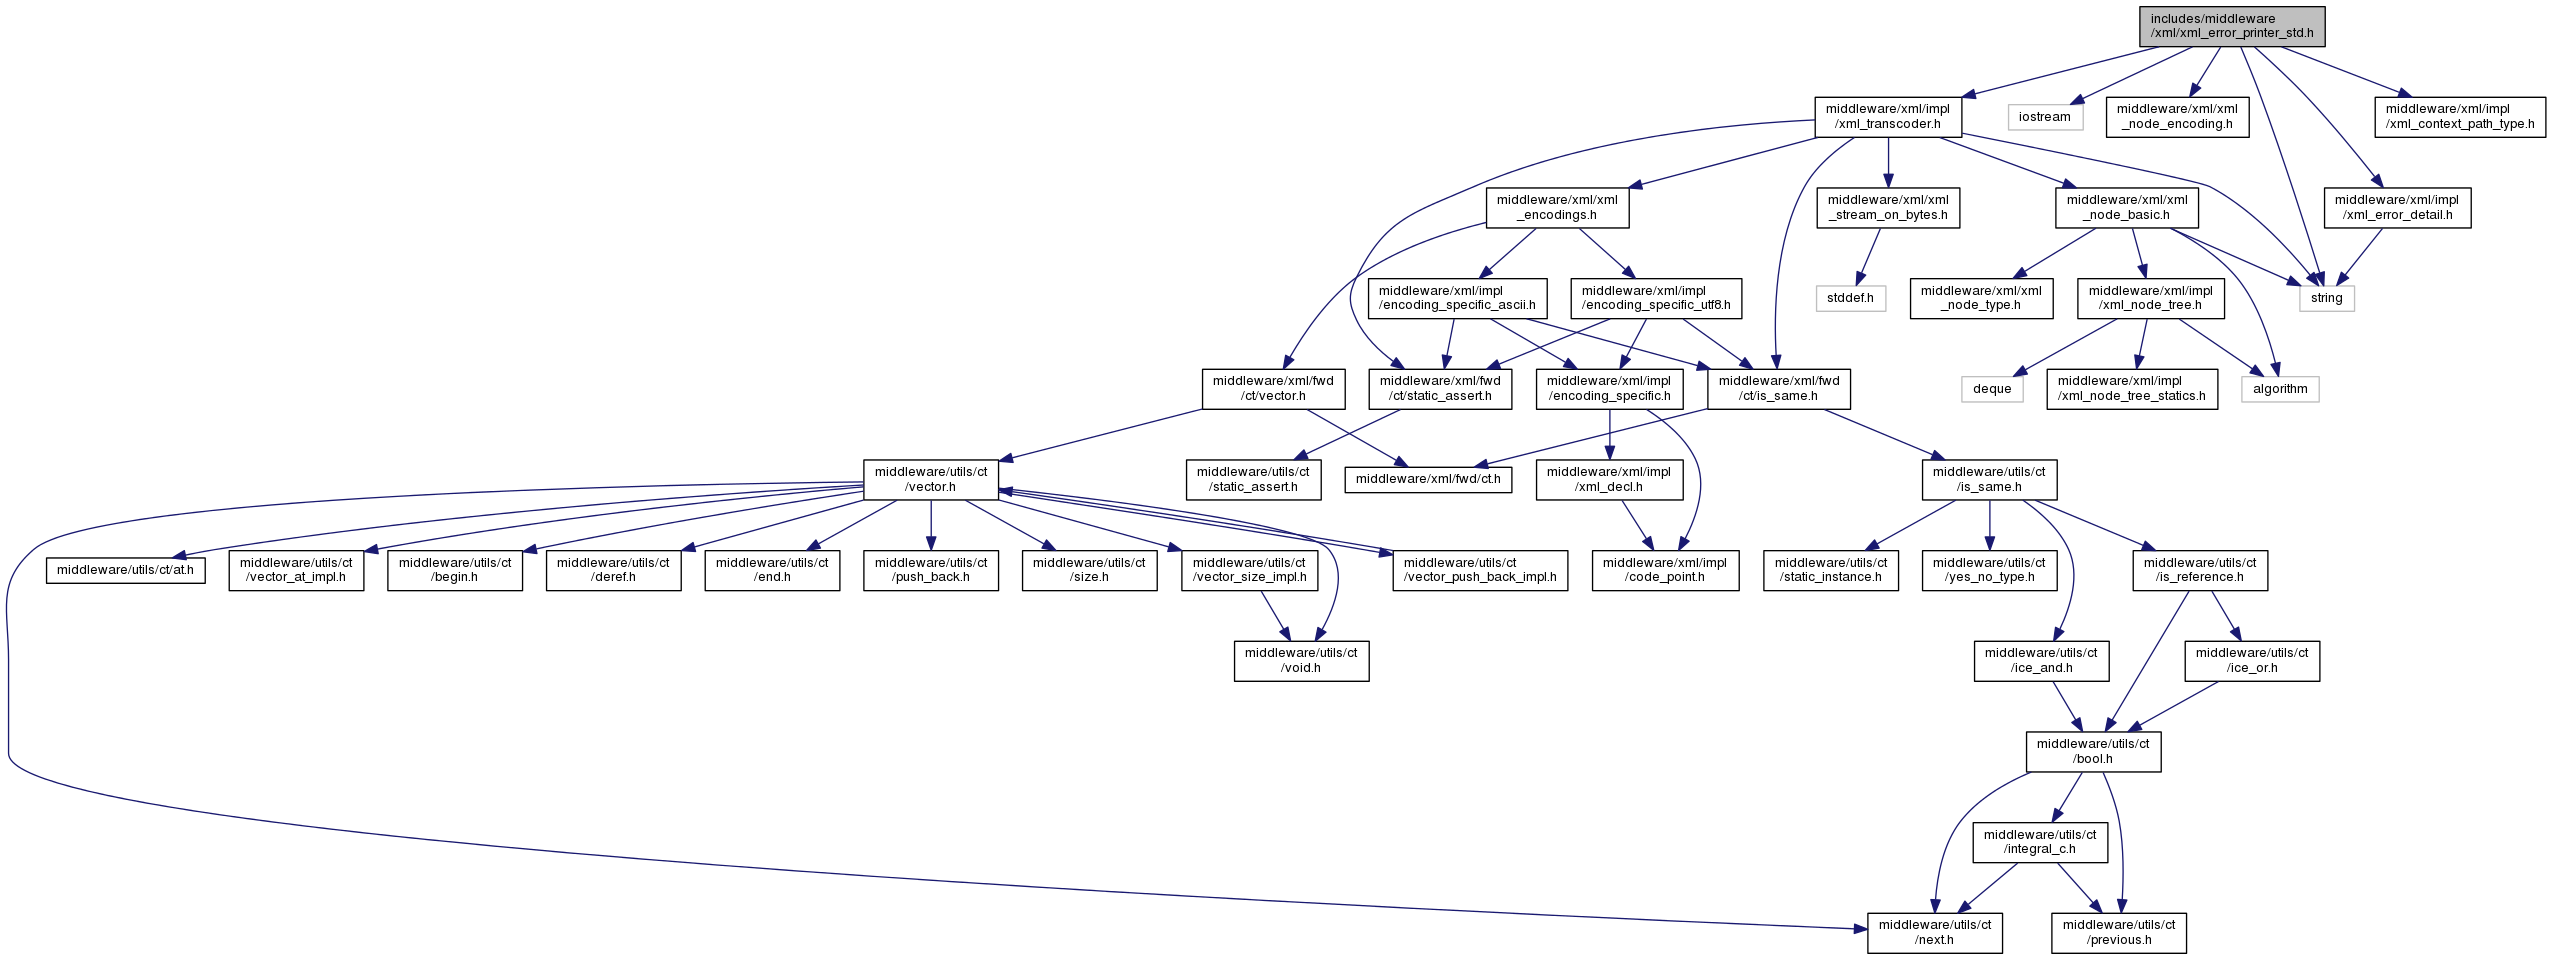 includes/middleware
/xml/xml_error_printer_std.h
middleware/xml/impl
/xml_transcoder.h
iostream
middleware/xml/xml
_node_encoding.h
middleware/xml/impl
/xml_context_path_type.h
middleware/xml/xml
_encodings.h
middleware/xml/xml
_stream_on_bytes.h
middleware/xml/xml
_node_basic.h
middleware/xml/impl
/xml_error_detail.h
middleware/xml/impl
/encoding_specific_ascii.h
middleware/xml/impl
/encoding_specific_utf8.h
stddef.h
middleware/xml/xml
_node_type.h
middleware/xml/impl
/xml_node_tree.h
string
middleware/xml/fwd
/ct/vector.h
middleware/xml/fwd
/ct/static_assert.h
middleware/xml/impl
/encoding_specific.h
middleware/xml/fwd
/ct/is_same.h
deque
middleware/xml/impl
/xml_node_tree_statics.h
algorithm
middleware/utils/ct
/vector.h
middleware/utils/ct
/static_assert.h
middleware/xml/fwd/ct.h
middleware/xml/impl
/xml_decl.h
middleware/utils/ct
/is_same.h
middleware/utils/ct/at.h
middleware/utils/ct
/vector_at_impl.h
middleware/utils/ct
/begin.h
middleware/utils/ct
/deref.h
middleware/utils/ct
/end.h
middleware/utils/ct
/push_back.h
middleware/utils/ct
/size.h
middleware/utils/ct
/vector_size_impl.h
middleware/utils/ct
/vector_push_back_impl.h
middleware/xml/impl
/code_point.h
middleware/utils/ct
/static_instance.h
middleware/utils/ct
/yes_no_type.h
middleware/utils/ct
/is_reference.h
middleware/utils/ct
/void.h
middleware/utils/ct
/ice_and.h
middleware/utils/ct
/ice_or.h
middleware/utils/ct
/bool.h
middleware/utils/ct
/integral_c.h
middleware/utils/ct
/next.h
middleware/utils/ct
/previous.h